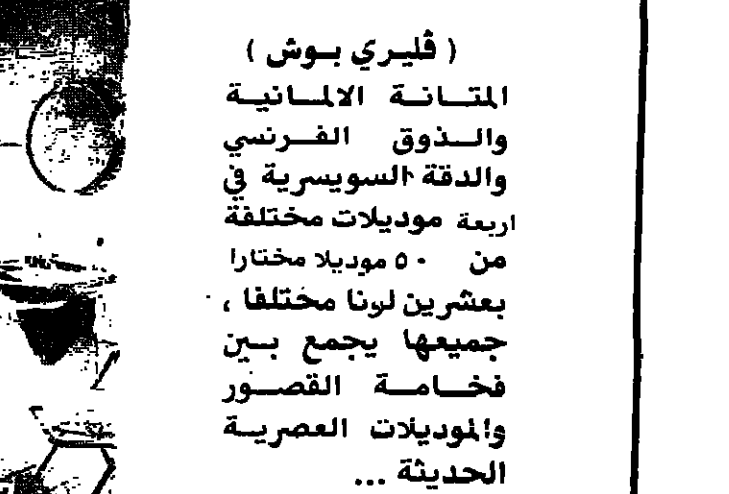 ( ڤليري بوش )
المتانة الالمانية
والذوق الفرنسي
والدقة السويسرية في
اربعة موديلات مختلفة
من ٥٠ موديلا مختارا
بعشرين لونا مختلفا ،
جميعها يجمع بين
فخامة القصور
والموديلات العصرية
الحديثة ...